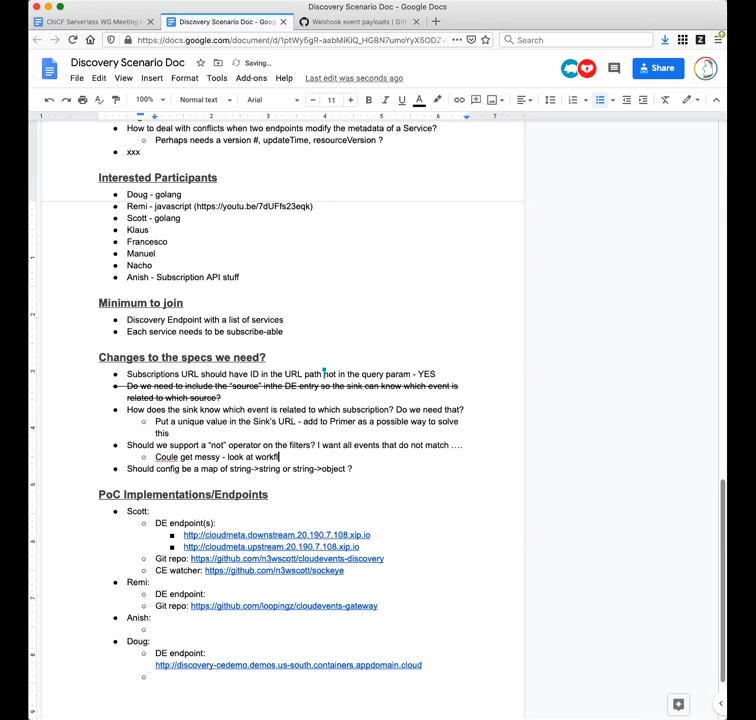 Discovery Scenario Doc - Google Docs
CNCF Serverless WG Meeting
Discovery Scenario Doc - Goog
Webhook event payloads | Git
https://docs.google.com/document/d/1ptWy5gR-aabMiKiQ_HGBN7umoYyX5ODZv
Search
Discovery Scenario Doc
Saving...
File Edit View Insert Format Tools Add-ons Help Last edit was seconds ago
Share
100% Normal text Arial 11 B I U A
1 1 2 3 4 5 6 7
How to deal with conflicts when two endpoints modify the metadata of a Service?
Perhaps needs a version #, updateTime, resourceVersion ?
xxx
Interested Participants
Doug - golang
Remi - javascript (https://youtu.be/7dUFfs23eqk)
Scott - golang
Klaus
Francesco
Manuel
Nacho
Anish - Subscription API stuff
Minimum to join
Discovery Endpoint with a list of services
Each service needs to be subscribe-able
Changes to the specs we need?
Subscriptions URL should have ID in the URL path not in the query param - YES
Do we need to include the "source" inthe DE entry so the sink can know which event is
related to which source?
How does the sink know which event is related to which subscription? Do we need that?
Put a unique value in the Sink's URL - add to Primer as a possible way to solve
this
Should we support a "not" operator on the filters? I want all events that do not match ….
Coule get messy - look at workfl
Should config be a map of string->string or string->object ?
PoC Implementations/Endpoints
Scott:
DE endpoint(s):
http://cloudmeta.downstream.20.190.7.108.xip.io
http://cloudmeta.upstream.20.190.7.108.xip.io
Git repo: https://github.com/n3wscott/cloudevents-discovery
CE watcher: https://github.com/n3wscott/sockeye
Remi:
DE endpoint:
Git repo: https://github.com/loopingz/cloudevents-gateway
Anish:
Doug:
DE endpoint:
http://discovery-cedemo.demos.us-south.containers.appdomain.cloud